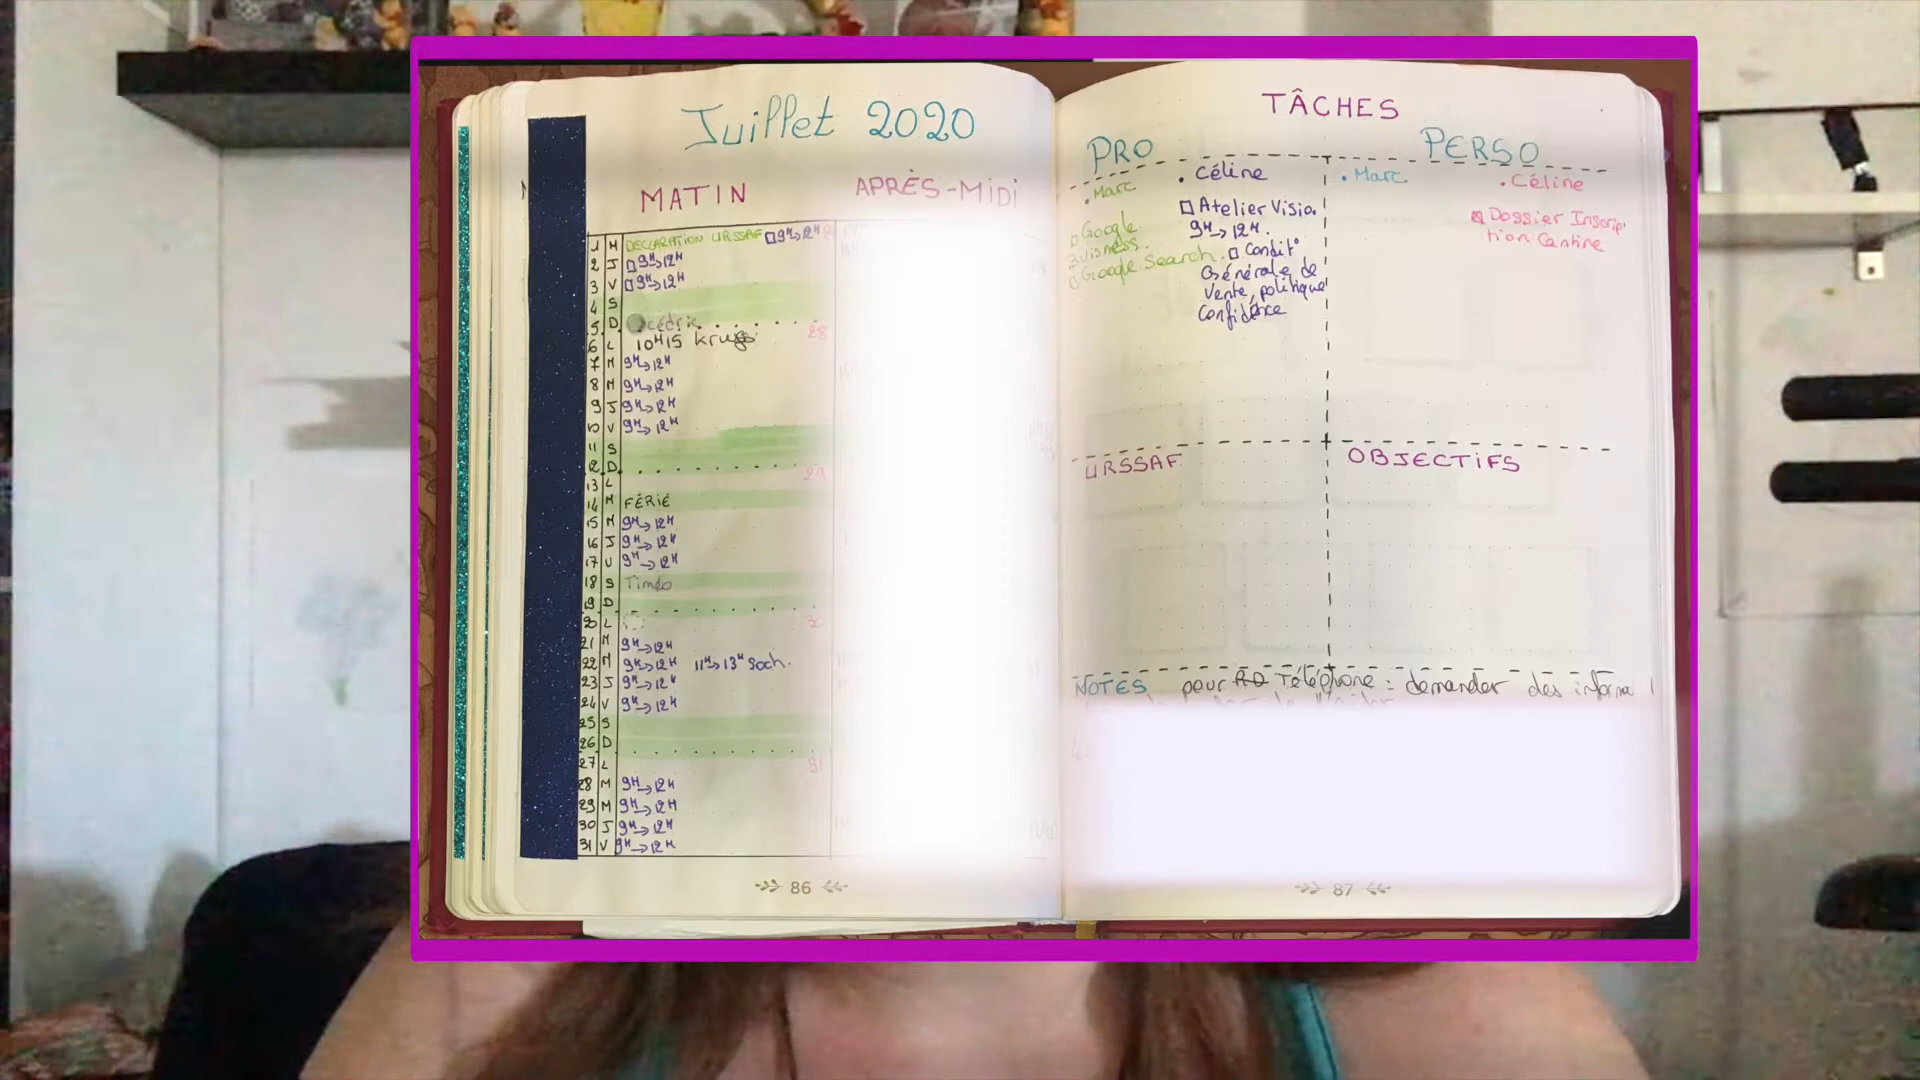 Juillet 2020
MATIN
APRÈS-MIDI
1 M DECLARATION URSSAF 9H→12H
2 J 9H→12H
3 V 9H→12H
4 S
5 D Cédric
28
6 L 10H15
7 M 9H→12H
8 M 9H→12H
9 J 9H→12H
10 V 9H→12H
11 S
12 D
29
13 L
14 M FÉRIÉ
15 M 9H→12H
16 J 9H→12H
17 V 9H→12H
18 S Timéo
19 D
20 L
30
21 M 9H→12H
22 M 9H→12H 11H→13H Soch.
23 J 9H→12H
24 V 9H→12H
25 S
26 D
27 L
31
28 M 9H→12H
29 M 9H→12H
30 J 9H→12H
31 V 9H→12H
86
TÂCHES
PRO
. Marc
Google
Buisness.
Google Search.
. Céline
Atelier Visio.
9H→12H.
Condit°
Générale de
Vente, politique
Confidence
PERSO
. Marc
. Céline
Dossier Inscrip
tion Cantine
URSSAF
OBJECTIFS
NOTES pour Téléphone : demander des informa
87